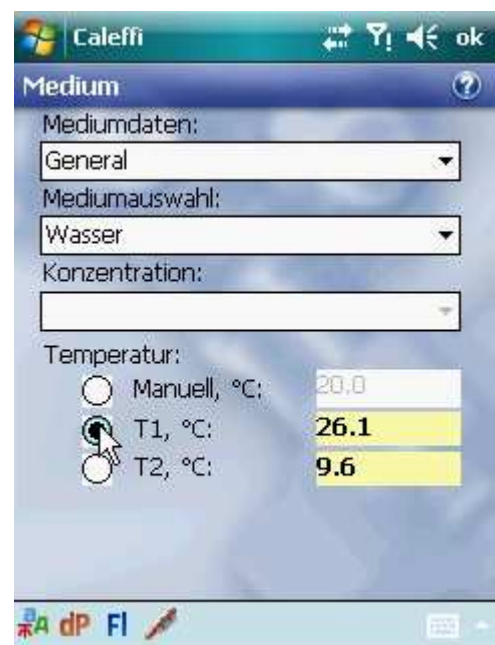 Caleffi ok
Medium ?
Mediumdaten:
General
Mediumauswahl:
Wasser
Konzentration:
Temperatur:
Manuell, °C: 20.0
T1, °C: 26.1
T2, °C: 9.6
dP Fl